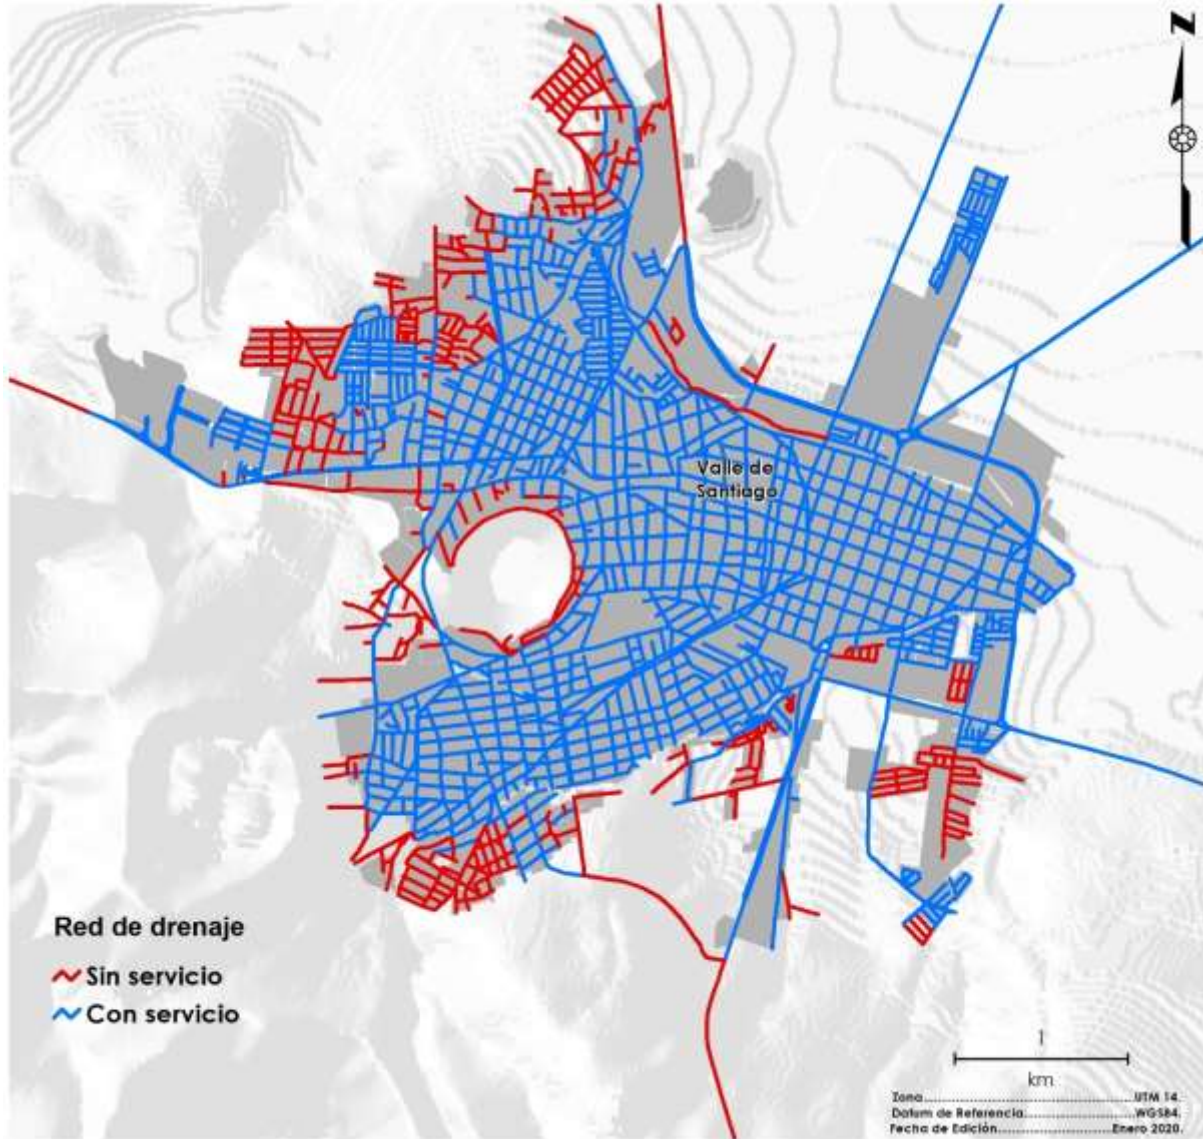 N
Valle de
Santiago
Red de drenaje
Sin servicio
Con servicio
1
km
Zona....................................................UTM 14.
Datum de Referencia......................WGS84.
Fecha de Edición....................Enero 2020.